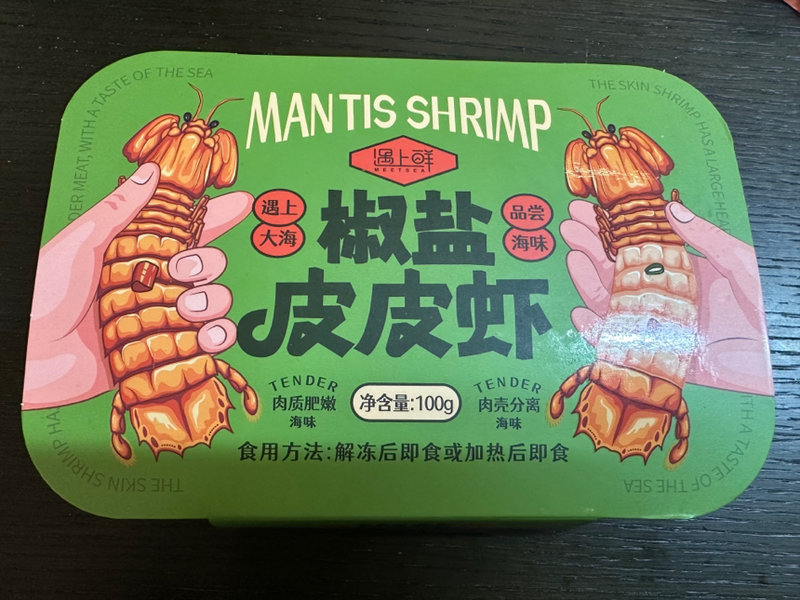 MANTIS SHRIMP
遇上鲜
MEETSEA
遇上
大海
品尝
海味
椒盐
皮皮虾
TENDER
肉质肥嫩
海味
净含量:100g
TENDER
肉壳分离
海味
食用方法:解冻后即食或加热后即食
DER MEAT, WITH A TASTE OF THE SEA
THE SKIN SHRIMP HAS A LARGE HEA
THE SKIN SHRIMP HA
TH A TASTE OF THE SEA